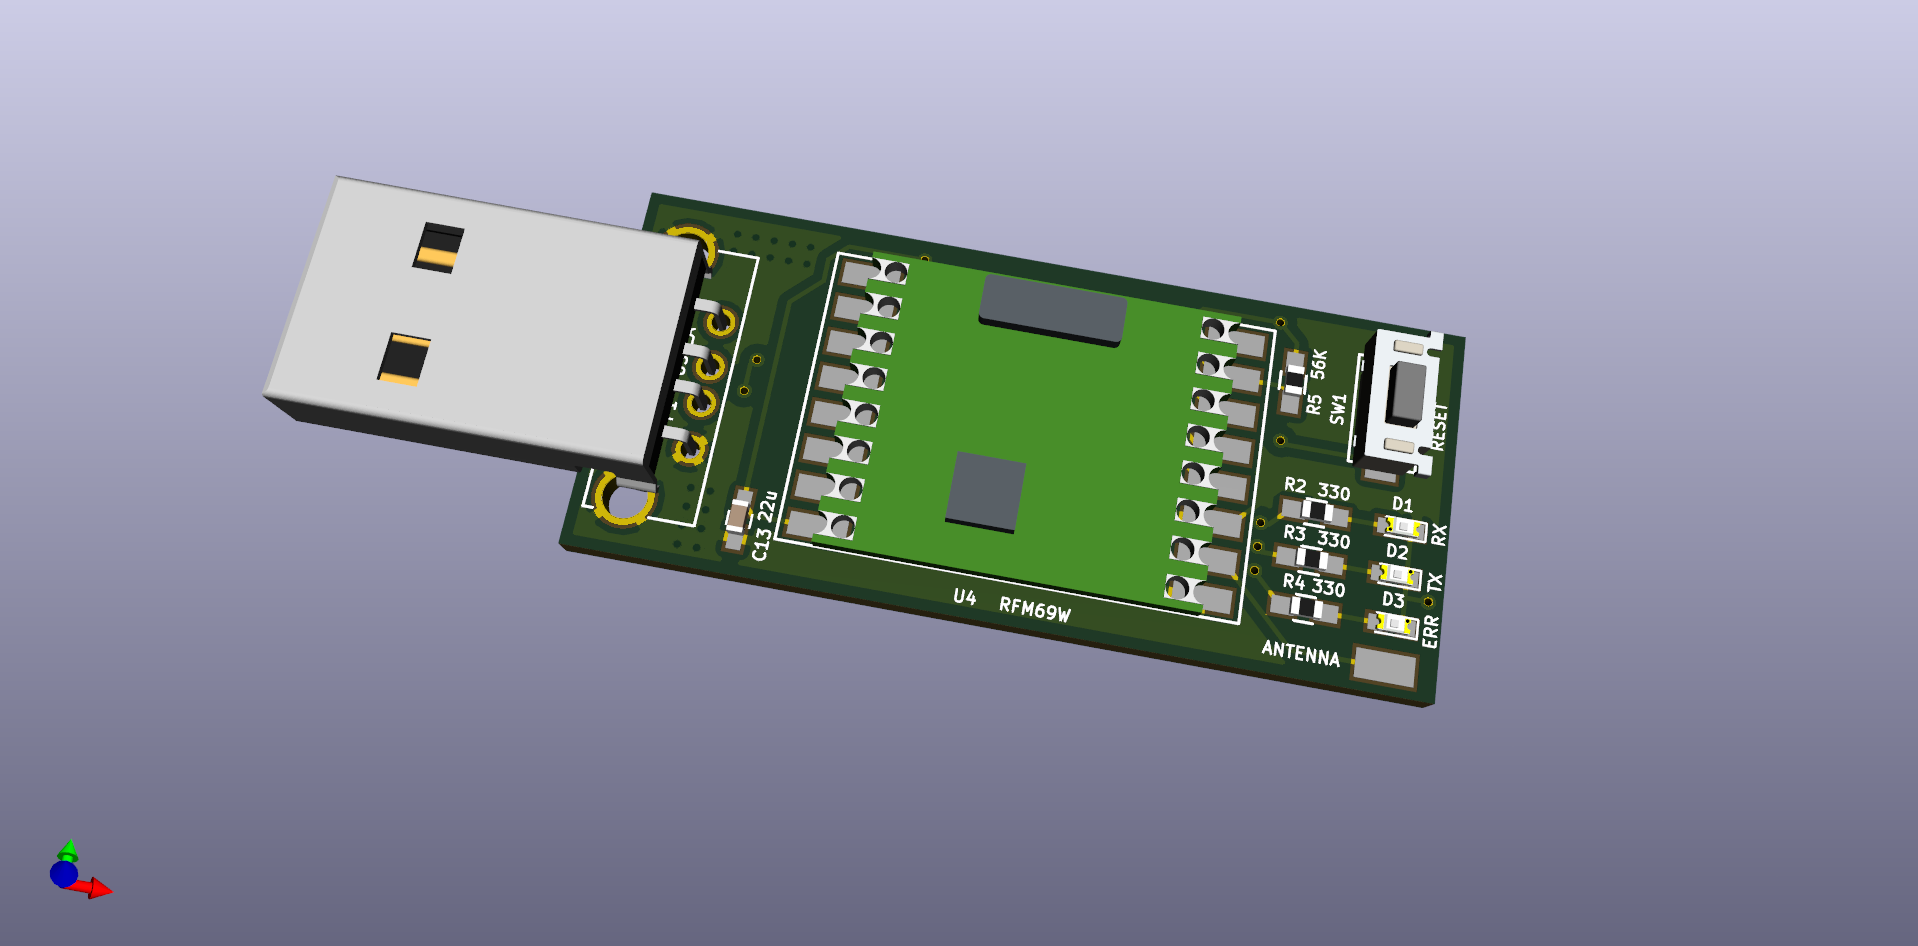 C13 22u
U4 RFM69W
R5 56K
SW1
RESET
R2 330
D1
RX
R3 330
D2
TX
R4 330
D3
ERR
ANTENNA